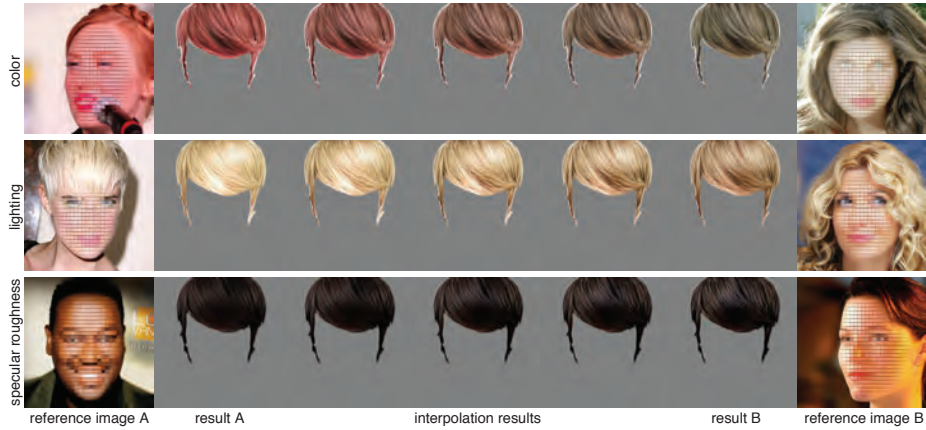 color
lighting
specular roughness
reference image A
result A
interpolation results
result B
reference image B